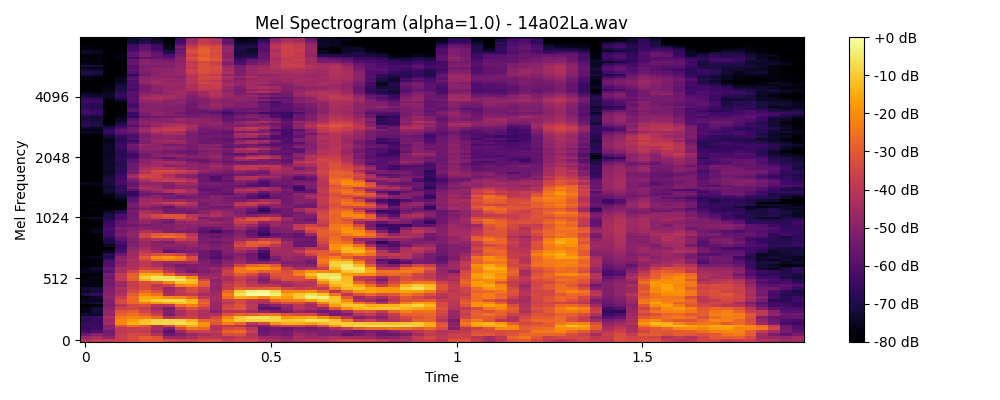 Mel Spectrogram (alpha=1.0) - 14a02La.wav
Mel Frequency
4096
2048
1024
512
0
0
0.5
1
1.5
Time
+0 dB
-10 dB
-20 dB
-30 dB
-40 dB
-50 dB
-60 dB
-70 dB
-80 dB